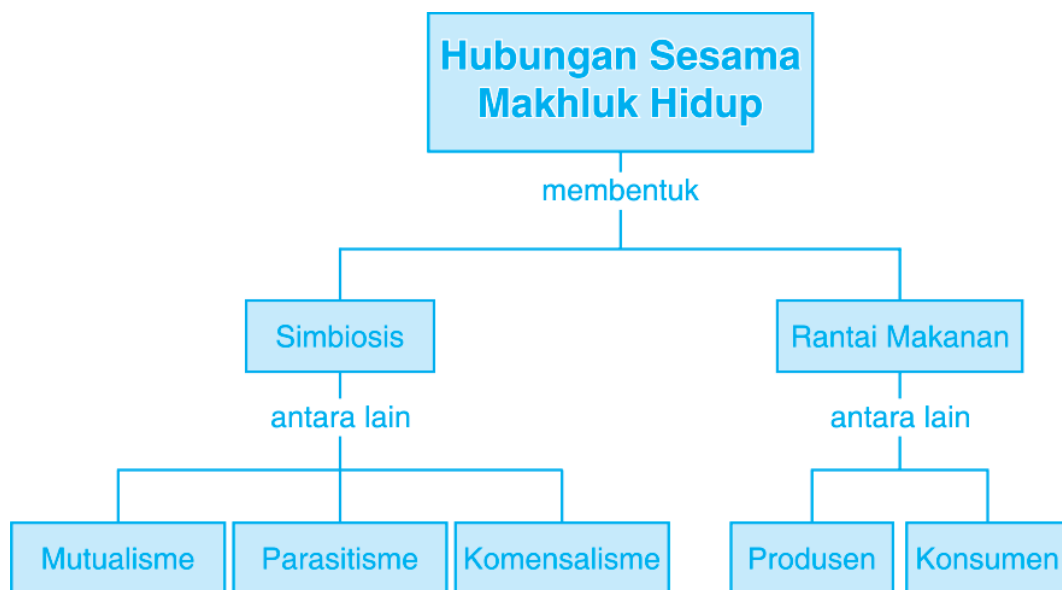 Hubungan Sesama
Makhluk Hidup
membentuk
Simbiosis
Rantai Makanan
antara lain
antara lain
Mutualisme
Parasitisme
Komensalisme
Produsen
Konsumen